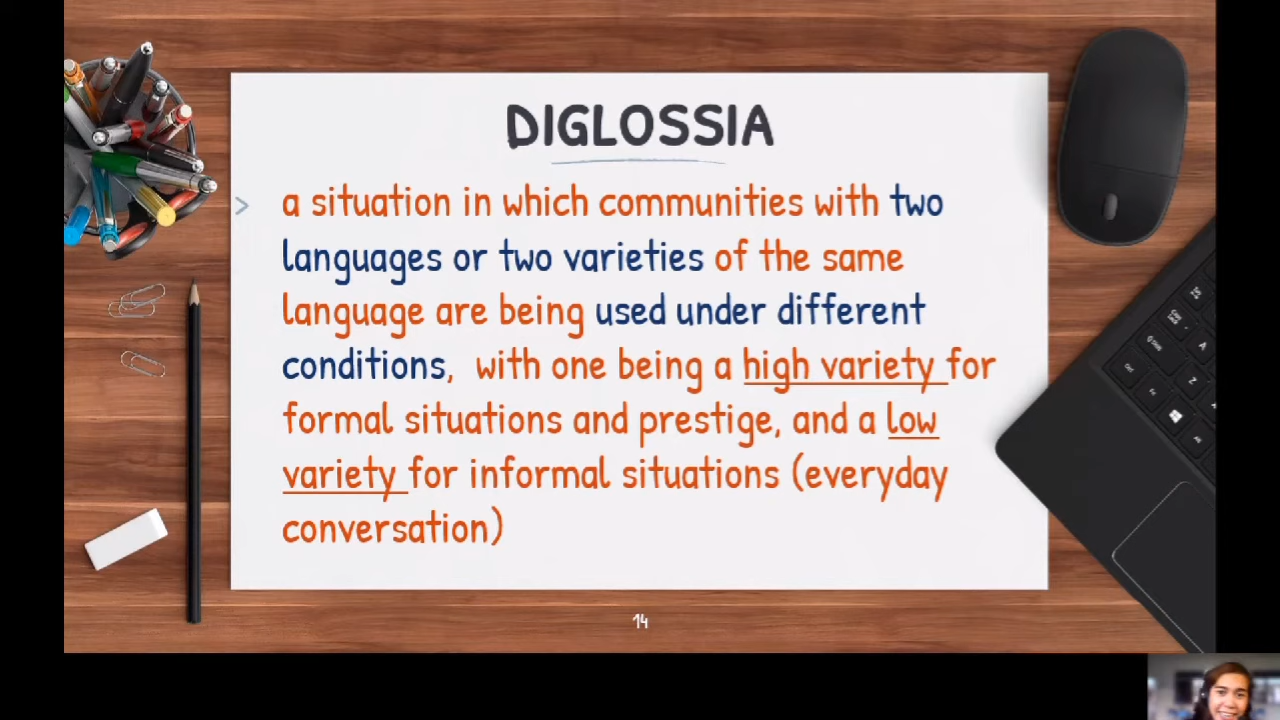 DIGLOSSIA
> a situation in which communities with two
languages or two varieties of the same
language are being used under different
conditions, with one being a high variety for
formal situations and prestige, and a low
variety for informal situations (everyday
conversation)
14